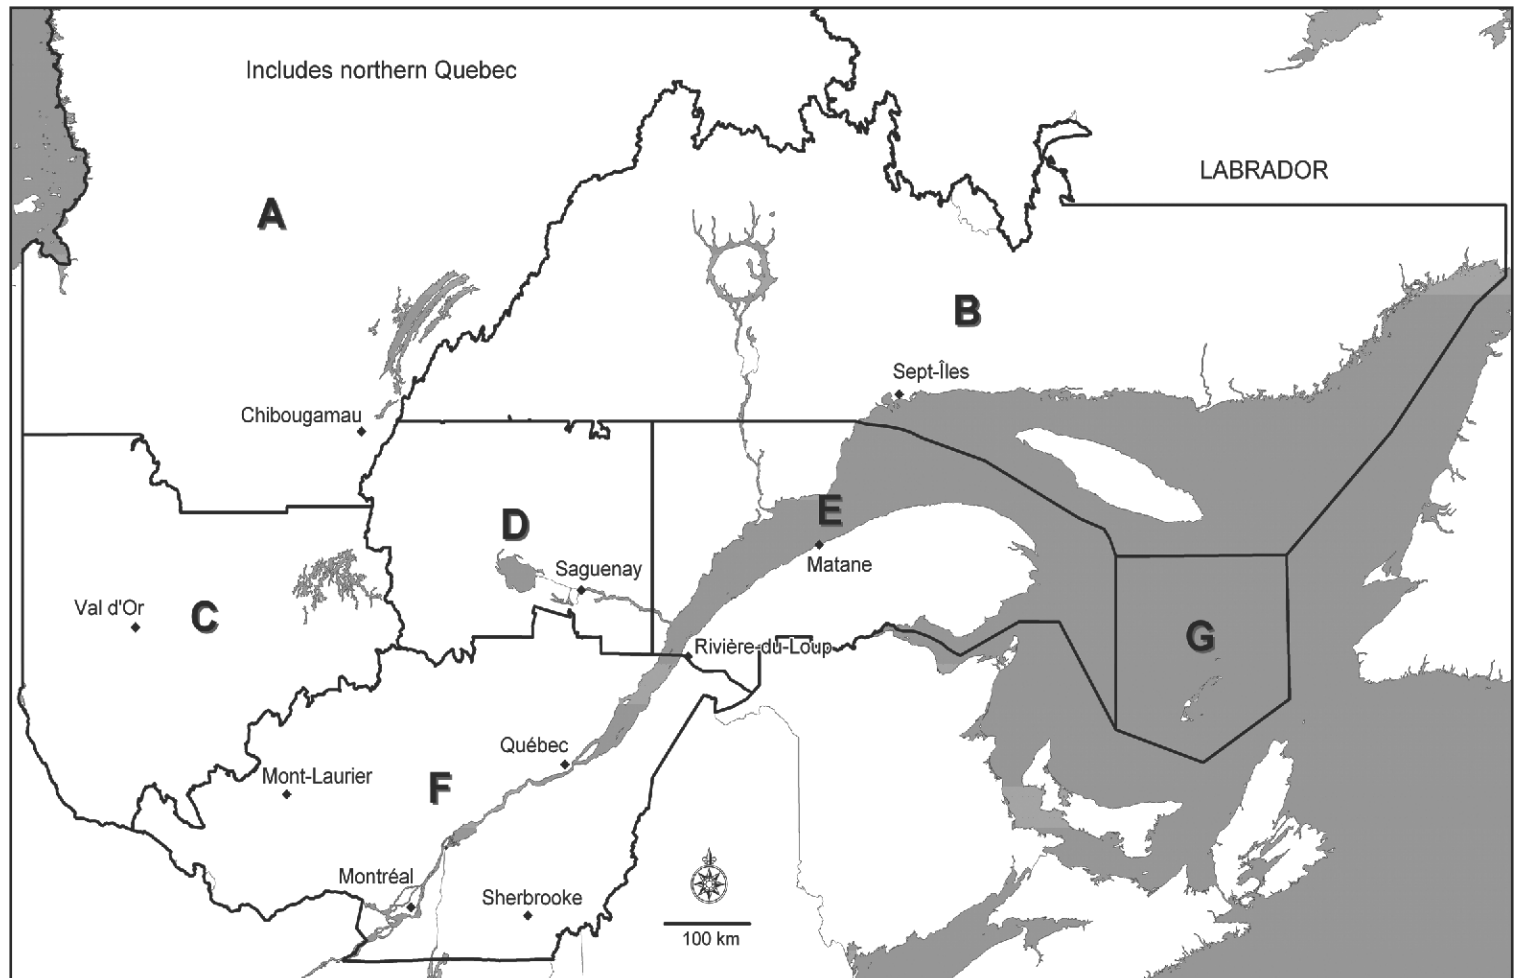 Includes northern Quebec
LABRADOR
A
B
Sept-Îles
Chibougamau
D
E
Saguenay
Matane
Val d'Or
C
G
Rivière-du-Loup
Québec
Mont-Laurier
F
Montréal
Sherbrooke
100 km